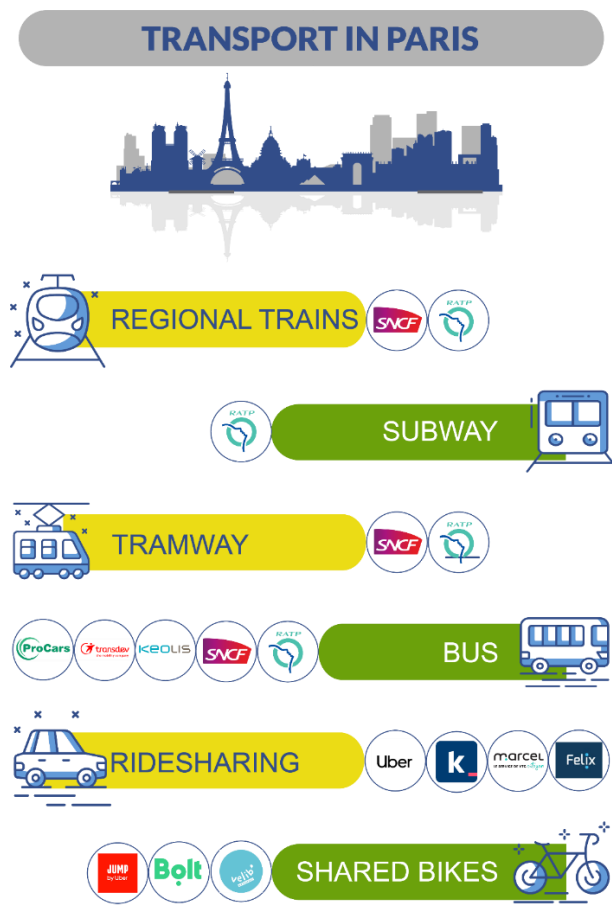 TRANSPORT IN PARIS
REGIONAL TRAINS
SNCF
RATP
RATP
SUBWAY
TRAMWAY
SNCF
RATP
ProCars
transdev
KEOLIS
SNCF
RATP
BUS
RIDESHARING
Uber
k
marcel
Felix
JUMP
by Uber
Bolt
velib'
SHARED BIKES